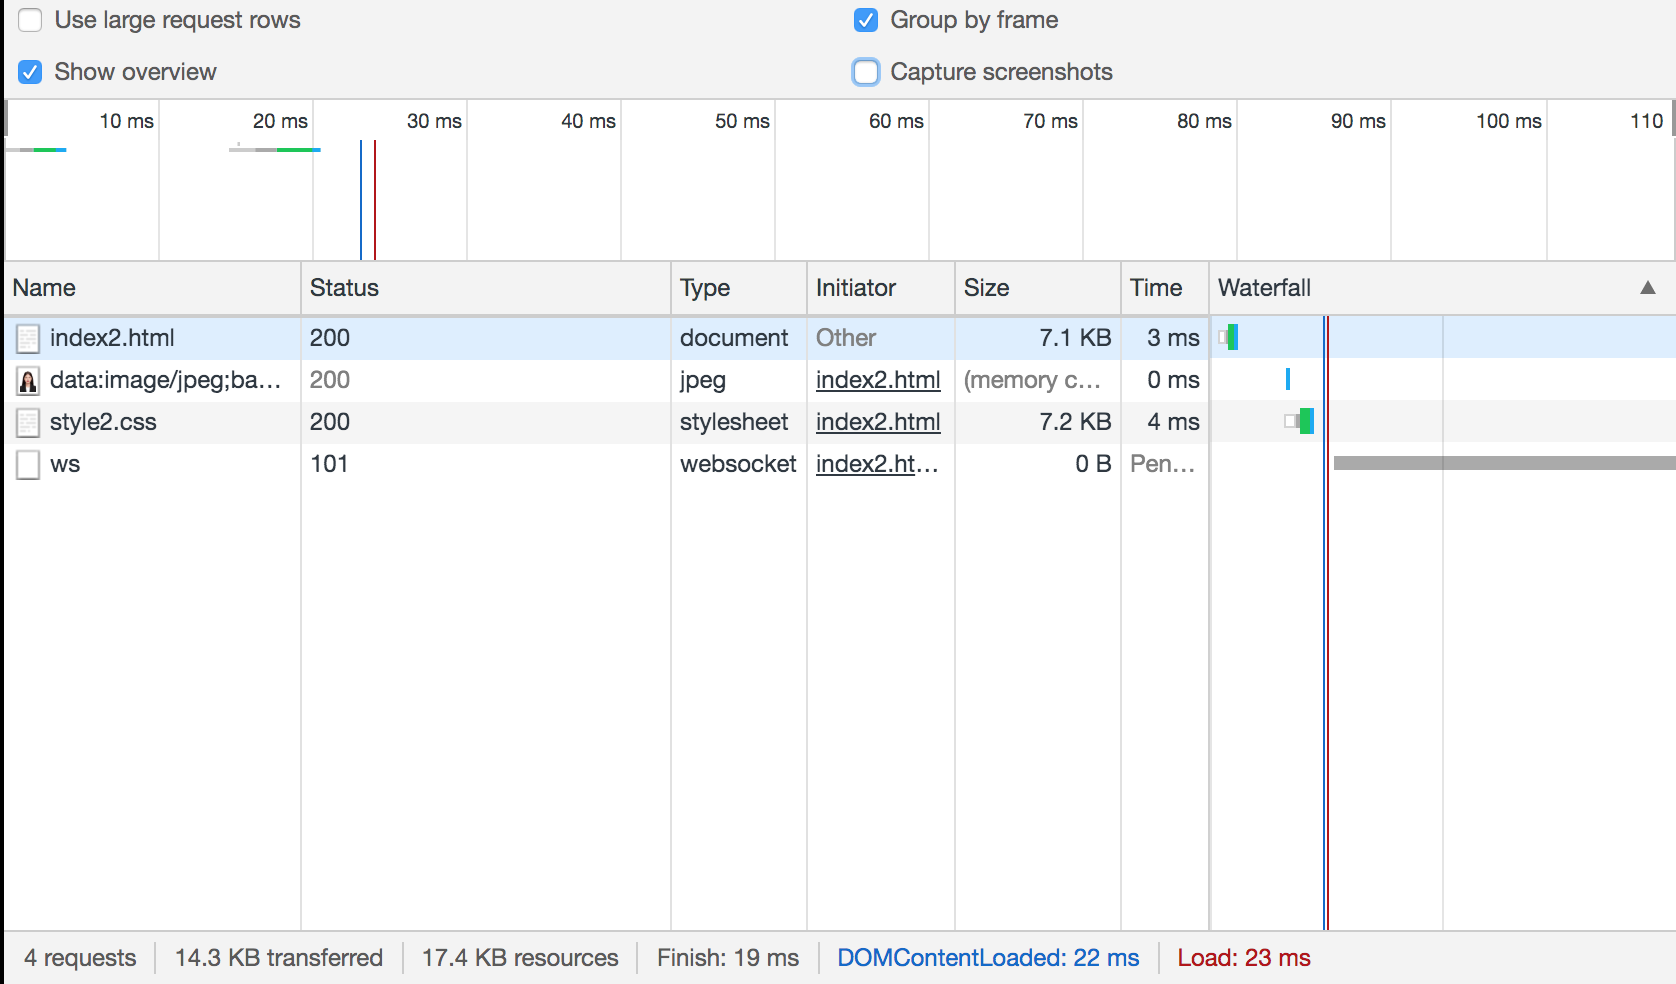 Use large request rows Group by frame
Show overview Capture screenshots
10 ms 20 ms 30 ms 40 ms 50 ms 60 ms 70 ms 80 ms 90 ms 100 ms 110
Name Status Type Initiator Size Time Waterfall ▲
index2.html 200 document Other 7.1 KB 3 ms
data:image/jpeg;ba... 200 jpeg index2.html (memory c... 0 ms
style2.css 200 stylesheet index2.html 7.2 KB 4 ms
ws 101 websocket index2.ht... 0 B Pen...
4 requests 14.3 KB transferred 17.4 KB resources Finish: 19 ms DOMContentLoaded: 22 ms Load: 23 ms